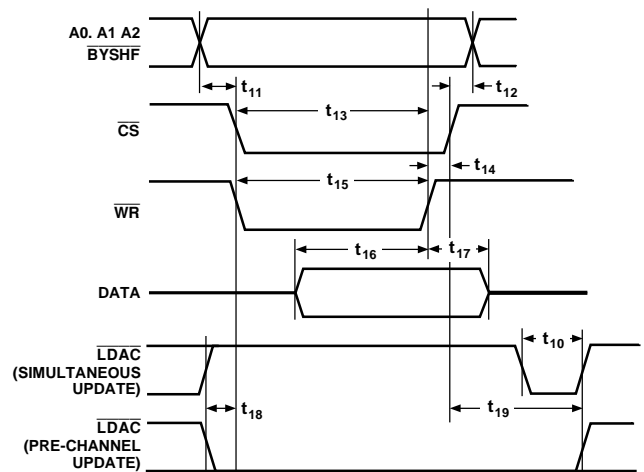 A0. A1 A2
BYSHF
t11
t12
t13
CS
t14
t15
WR
t16
t17
DATA
LDAC
(SIMULTANEOUS
UPDATE)
t10
t18
t19
LDAC
(PRE-CHANNEL
UPDATE)